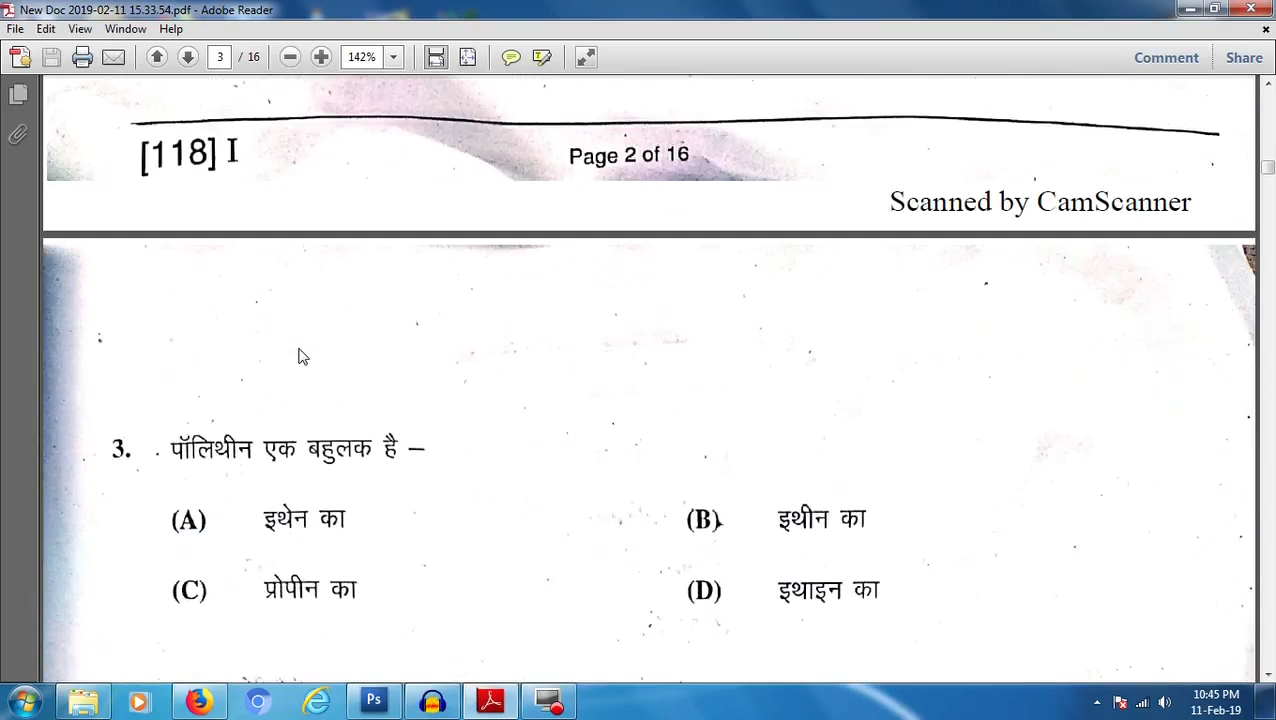 New Doc 2019-02-11 15.33.54.pdf - Adobe Reader
File Edit View Window Help
3 / 16 142% Comment Share
[118] I Page 2 of 16
Scanned by CamScanner
3. पॉलिथीन एक बहुलक है –
(A) इथेन का (B) इथीन का
(C) प्रोपीन का (D) इथाइन का
Ps
10:45 PM
11-Feb-19